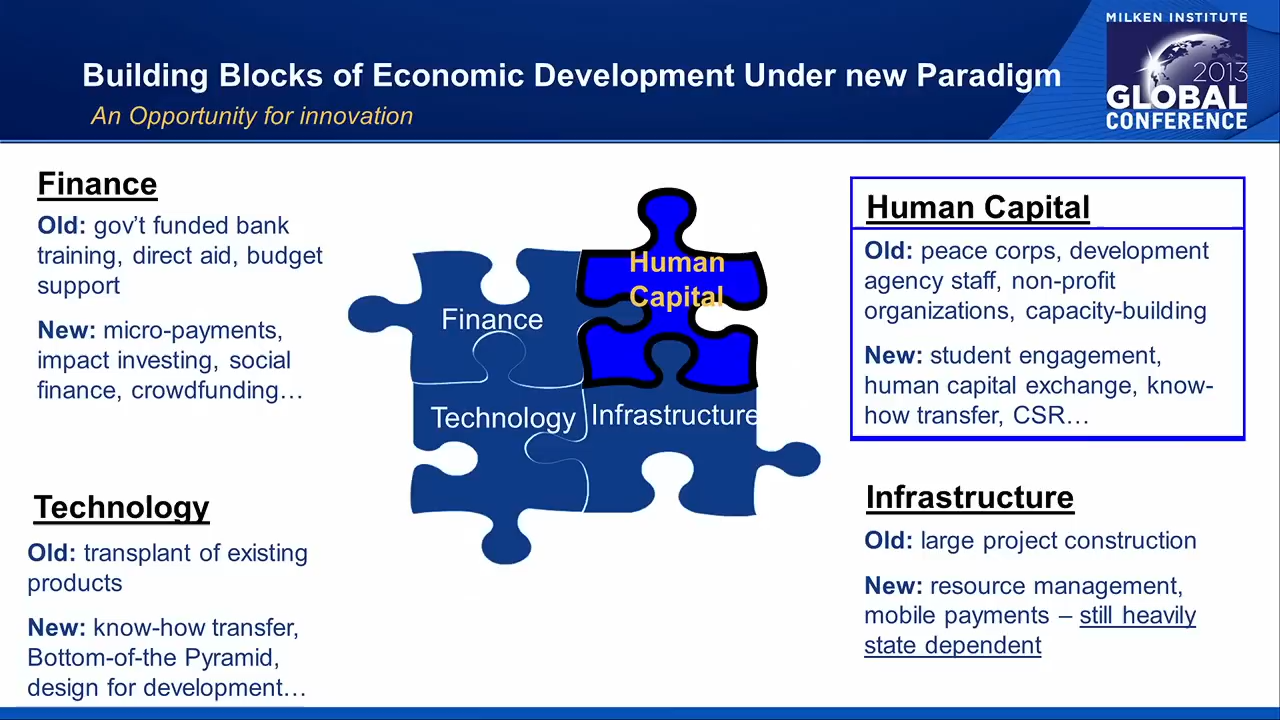 MILKEN INSTITUTE
2013
GLOBAL
CONFERENCE
Building Blocks of Economic Development Under new Paradigm
An Opportunity for innovation
Finance
Old: gov’t funded bank
training, direct aid, budget
support
New: micro-payments,
impact investing, social
finance, crowdfunding…
Human
Capital
Finance
Technology
Infrastructure
Human Capital
Old: peace corps, development
agency staff, non-profit
organizations, capacity-building
New: student engagement,
human capital exchange, know-
how transfer, CSR…
Technology
Old: transplant of existing
products
New: know-how transfer,
Bottom-of-the Pyramid,
design for development…
Infrastructure
Old: large project construction
New: resource management,
mobile payments – still heavily
state dependent